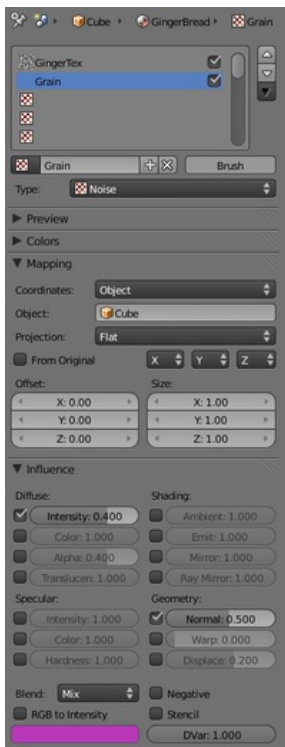 Cube GingerBread Grain
GingerTex
Grain
Grain Brush
Type: Noise
Preview
Colors
Mapping
Coordinates: Object
Object: Cube
Projection: Flat
From Original X Y Z
Offset: Size:
X: 0.00 X: 1.00
Y: 0.00 Y: 1.00
Z: 0.00 Z: 1.00
Influence
Diffuse: Shading:
Intensity: 0.400 Ambient: 1.000
Color: 1.000 Emit: 1.000
Alpha: 0.400 Mirror: 1.000
Translucen: 1.000 Ray Mirror: 1.000
Specular: Geometry:
Intensity: 1.000 Normal: 0.500
Color: 1.000 Warp: 0.000
Hardness: 1.000 Displace: 0.200
Blend: Mix Negative
RGB to Intensity Stencil
DVar: 1.000